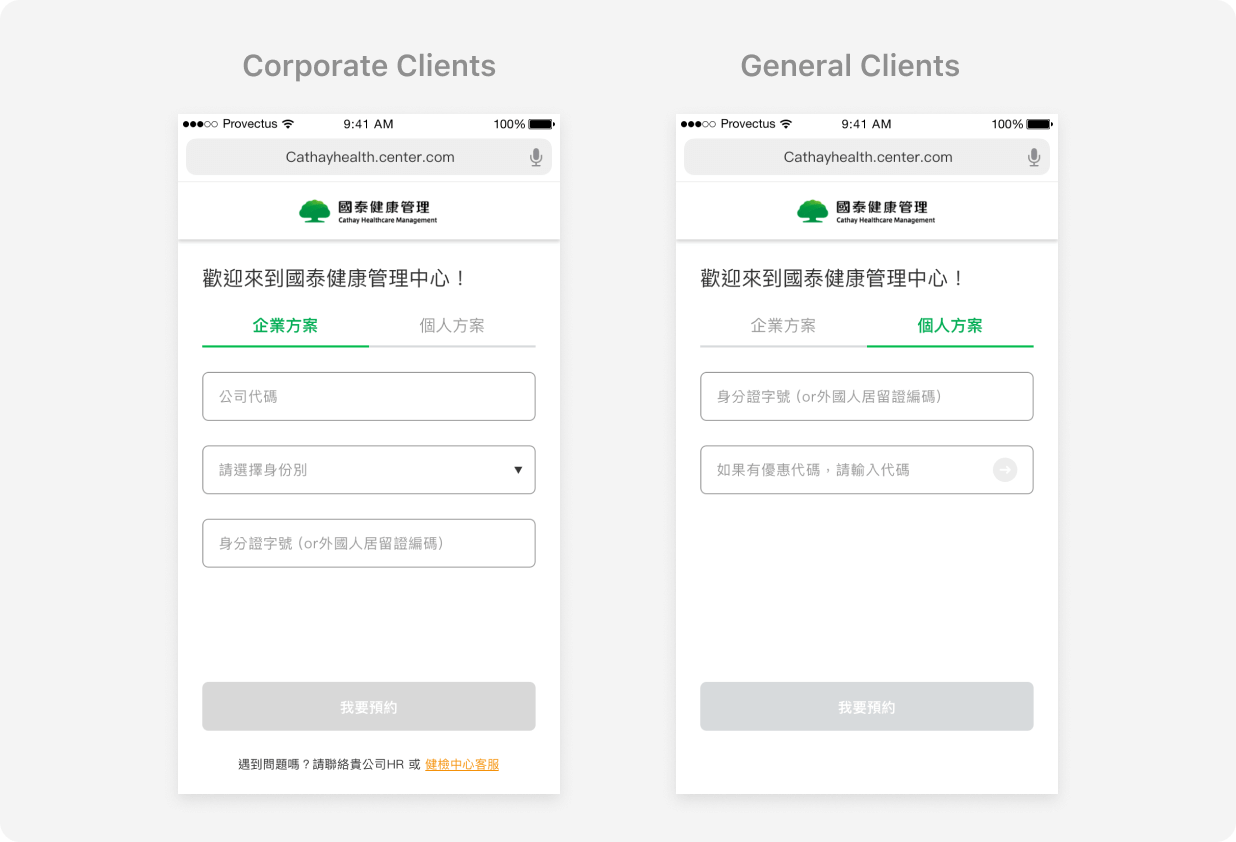 Corporate Clients
Provectus 9:41 AM 100%
Cathayhealth.center.com
國泰健康管理
Cathay Healthcare Management
歡迎來到國泰健康管理中心！
企業方案 個人方案
公司代碼
請選擇身份別
身分證字號 (or外國人居留證編碼)
我要預約
遇到問題嗎？請聯絡貴公司HR 或 健檢中心客服
General Clients
Provectus 9:41 AM 100%
Cathayhealth.center.com
國泰健康管理
Cathay Healthcare Management
歡迎來到國泰健康管理中心！
企業方案 個人方案
身分證字號 (or外國人居留證編碼)
如果有優惠代碼，請輸入代碼
我要預約